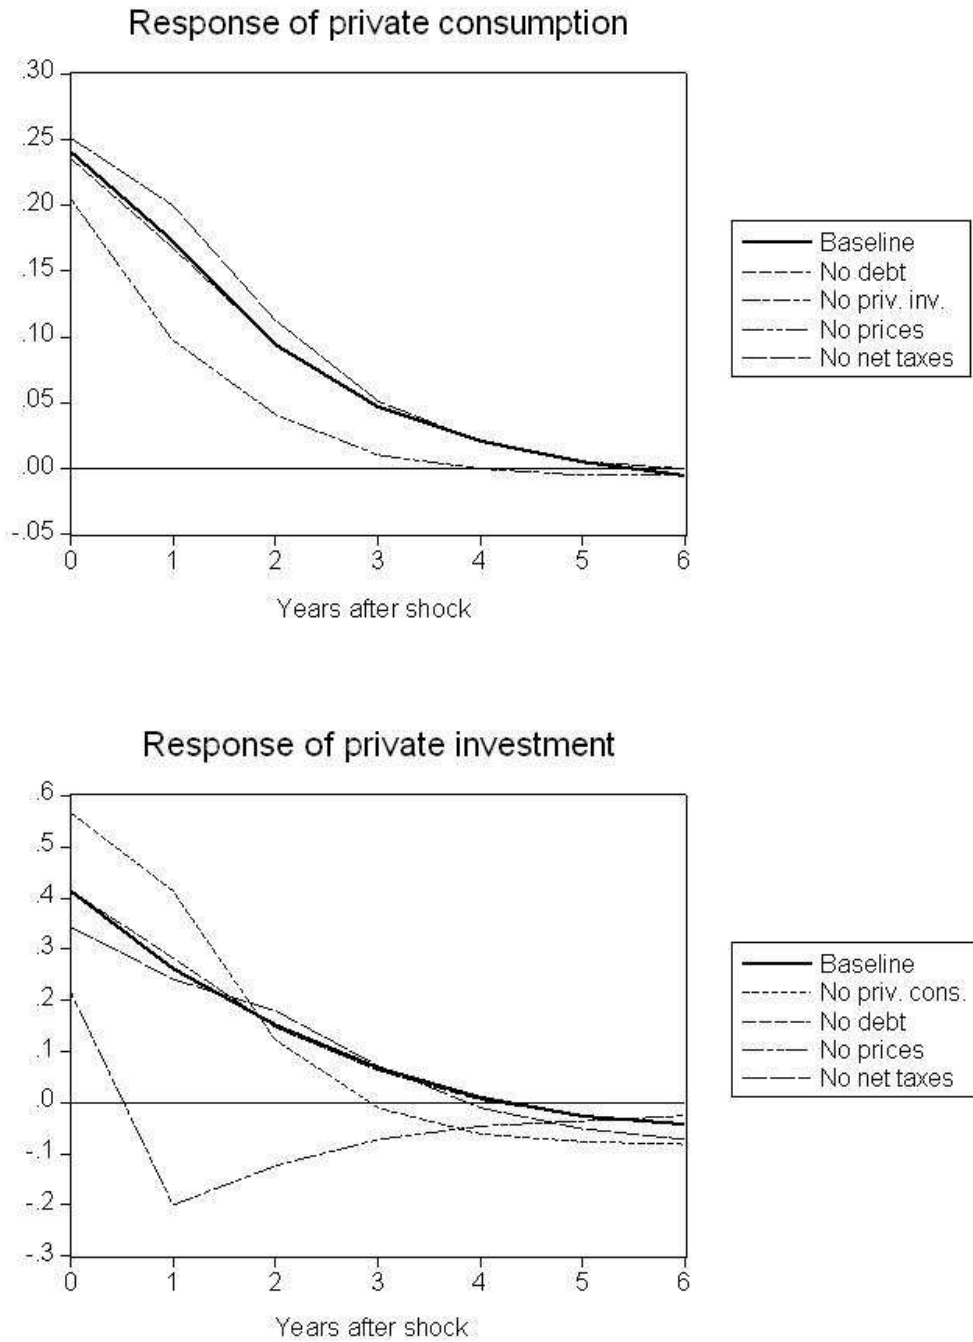 Response of private consumption
.30
.25
.20
.15
.10
.05
.00
-.05
0 1 2 3 4 5 6
Years after shock
Baseline
No debt
No priv. inv.
No prices
No net taxes
Response of private investment
.6
.5
.4
.3
.2
.1
.0
-.1
-.2
-.3
0 1 2 3 4 5 6
Years after shock
Baseline
No priv. cons.
No debt
No prices
No net taxes